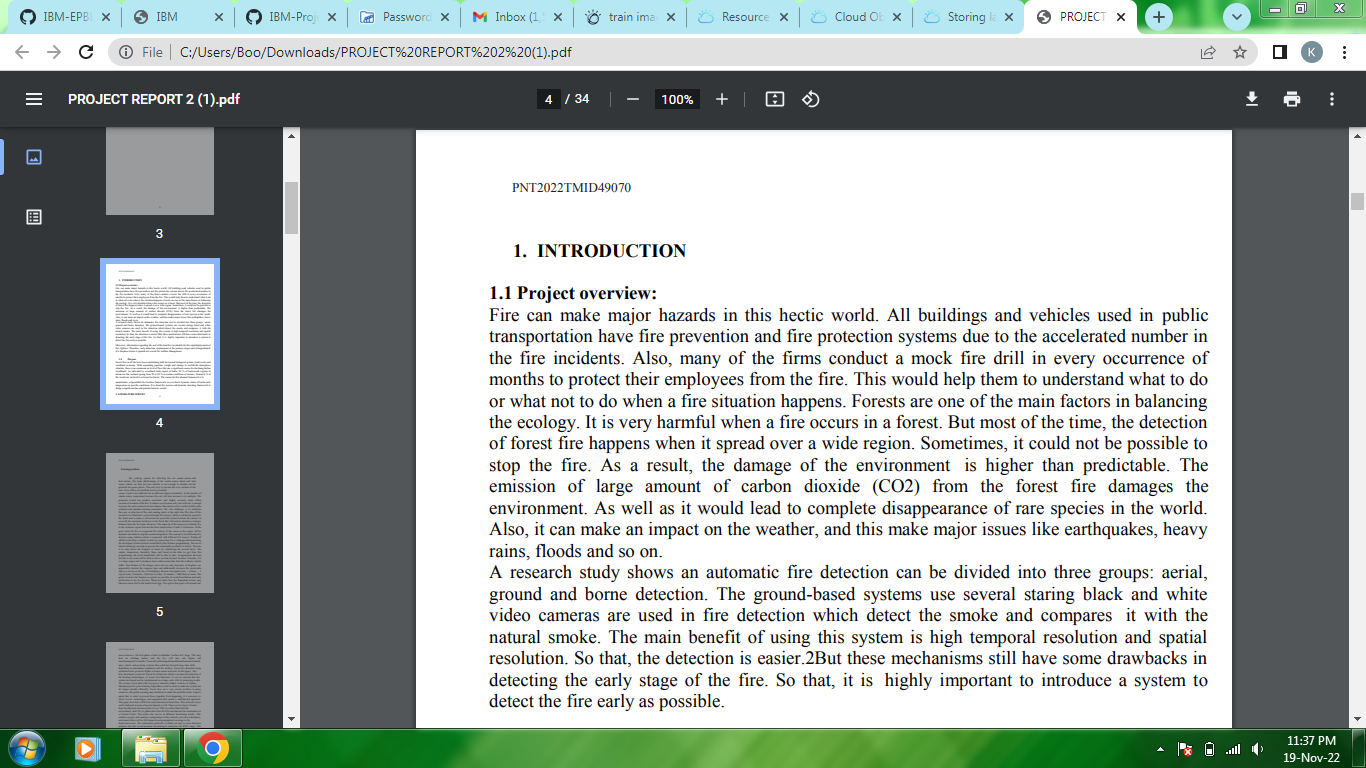 IBM-EPB
IBM
IBM-Proj
Password
Inbox (1,
train ima
Resource
Cloud Ob
Storing
PROJECT
File
C:/Users/Boo/Downloads/PROJECT%20REPORT%202%20(1).pdf
K
PROJECT REPORT 2 (1).pdf
4 / 34
100%
3
4
5
PNT2022TMID49070
1. INTRODUCTION
1.1 Project overview:
Fire can make major hazards in this hectic world. All buildings and vehicles used in public
transportation have fire prevention and fire protection systems due to the accelerated number in
the fire incidents. Also, many of the firms conduct a mock fire drill in every occurrence of
months to protect their employees from the fire. This would help them to understand what to do
or what not to do when a fire situation happens. Forests are one of the main factors in balancing
the ecology. It is very harmful when a fire occurs in a forest. But most of the time, the detection
of forest fire happens when it spread over a wide region. Sometimes, it could not be possible to
stop the fire. As a result, the damage of the environment is higher than predictable. The
emission of large amount of carbon dioxide (CO2) from the forest fire damages the
environment. As well as it would lead to complete disappearance of rare species in the world.
Also, it can make an impact on the weather, and this make major issues like earthquakes, heavy
rains, floods and so on.
A research study shows an automatic fire detection can be divided into three groups: aerial,
ground and borne detection. The ground-based systems use several staring black and white
video cameras are used in fire detection which detect the smoke and compares it with the
natural smoke. The main benefit of using this system is high temporal resolution and spatial
resolution. So that, the detection is easier.2But these mechanisms still have some drawbacks in
detecting the early stage of the fire. So that, it is highly important to introduce a system to
detect the fire early as possible.
11:37 PM
19-Nov-22